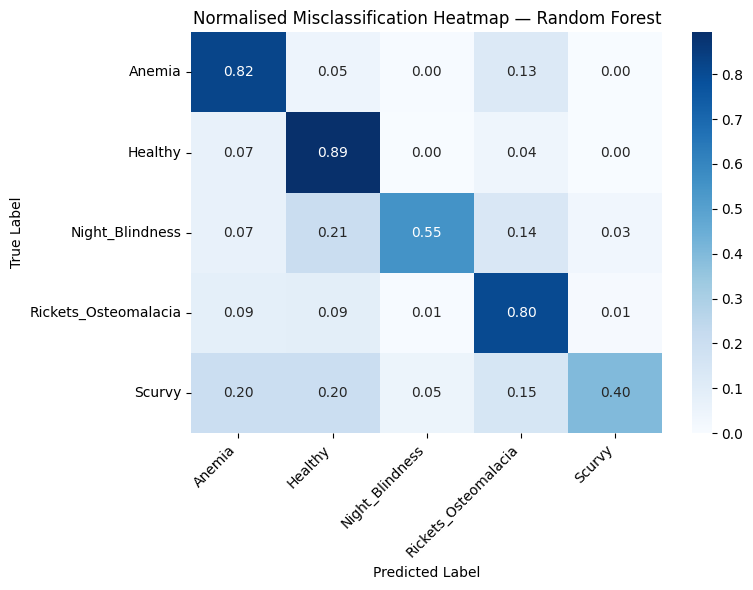 Normalised Misclassification Heatmap — Random Forest
True Label
Anemia 0.82 0.05 0.00 0.13 0.00
Healthy 0.07 0.89 0.00 0.04 0.00
Night_Blindness 0.07 0.21 0.55 0.14 0.03
Rickets_Osteomalacia 0.09 0.09 0.01 0.80 0.01
Scurvy 0.20 0.20 0.05 0.15 0.40
Anemia
Healthy
Night_Blindness
Rickets_Osteomalacia
Scurvy
Predicted Label
0.8
0.7
0.6
0.5
0.4
0.3
0.2
0.1
0.0